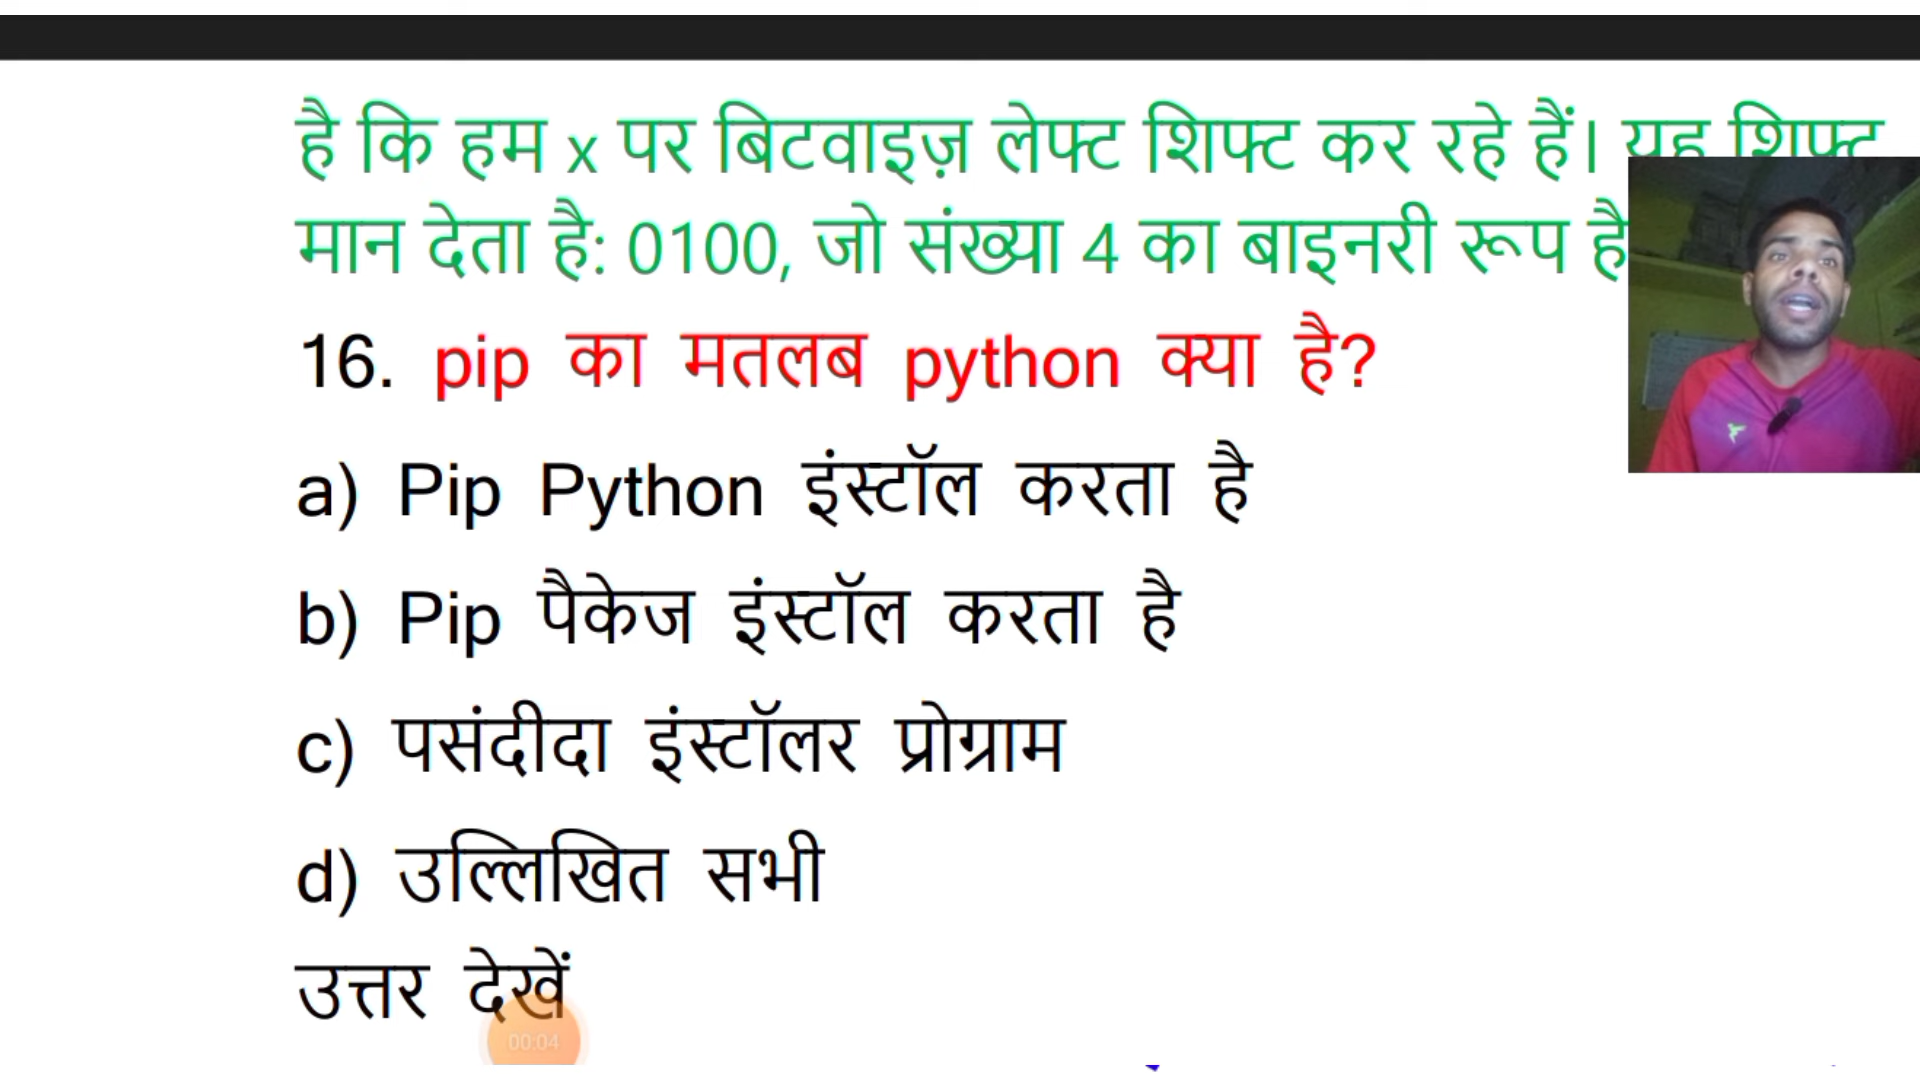 है कि हम x पर बिटवाइज़ लेफ्ट शिफ्ट कर रहे हैं। यह शिफ्ट
मान देता है: 0100, जो संख्या 4 का बाइनरी रूप है
16. pip का मतलब python क्या है?
a) Pip Python इंस्टॉल करता है
b) Pip पैकेज इंस्टॉल करता है
c) पसंदीदा इंस्टॉलर प्रोग्राम
d) उल्लिखित सभी
उत्तर देखें
00:04